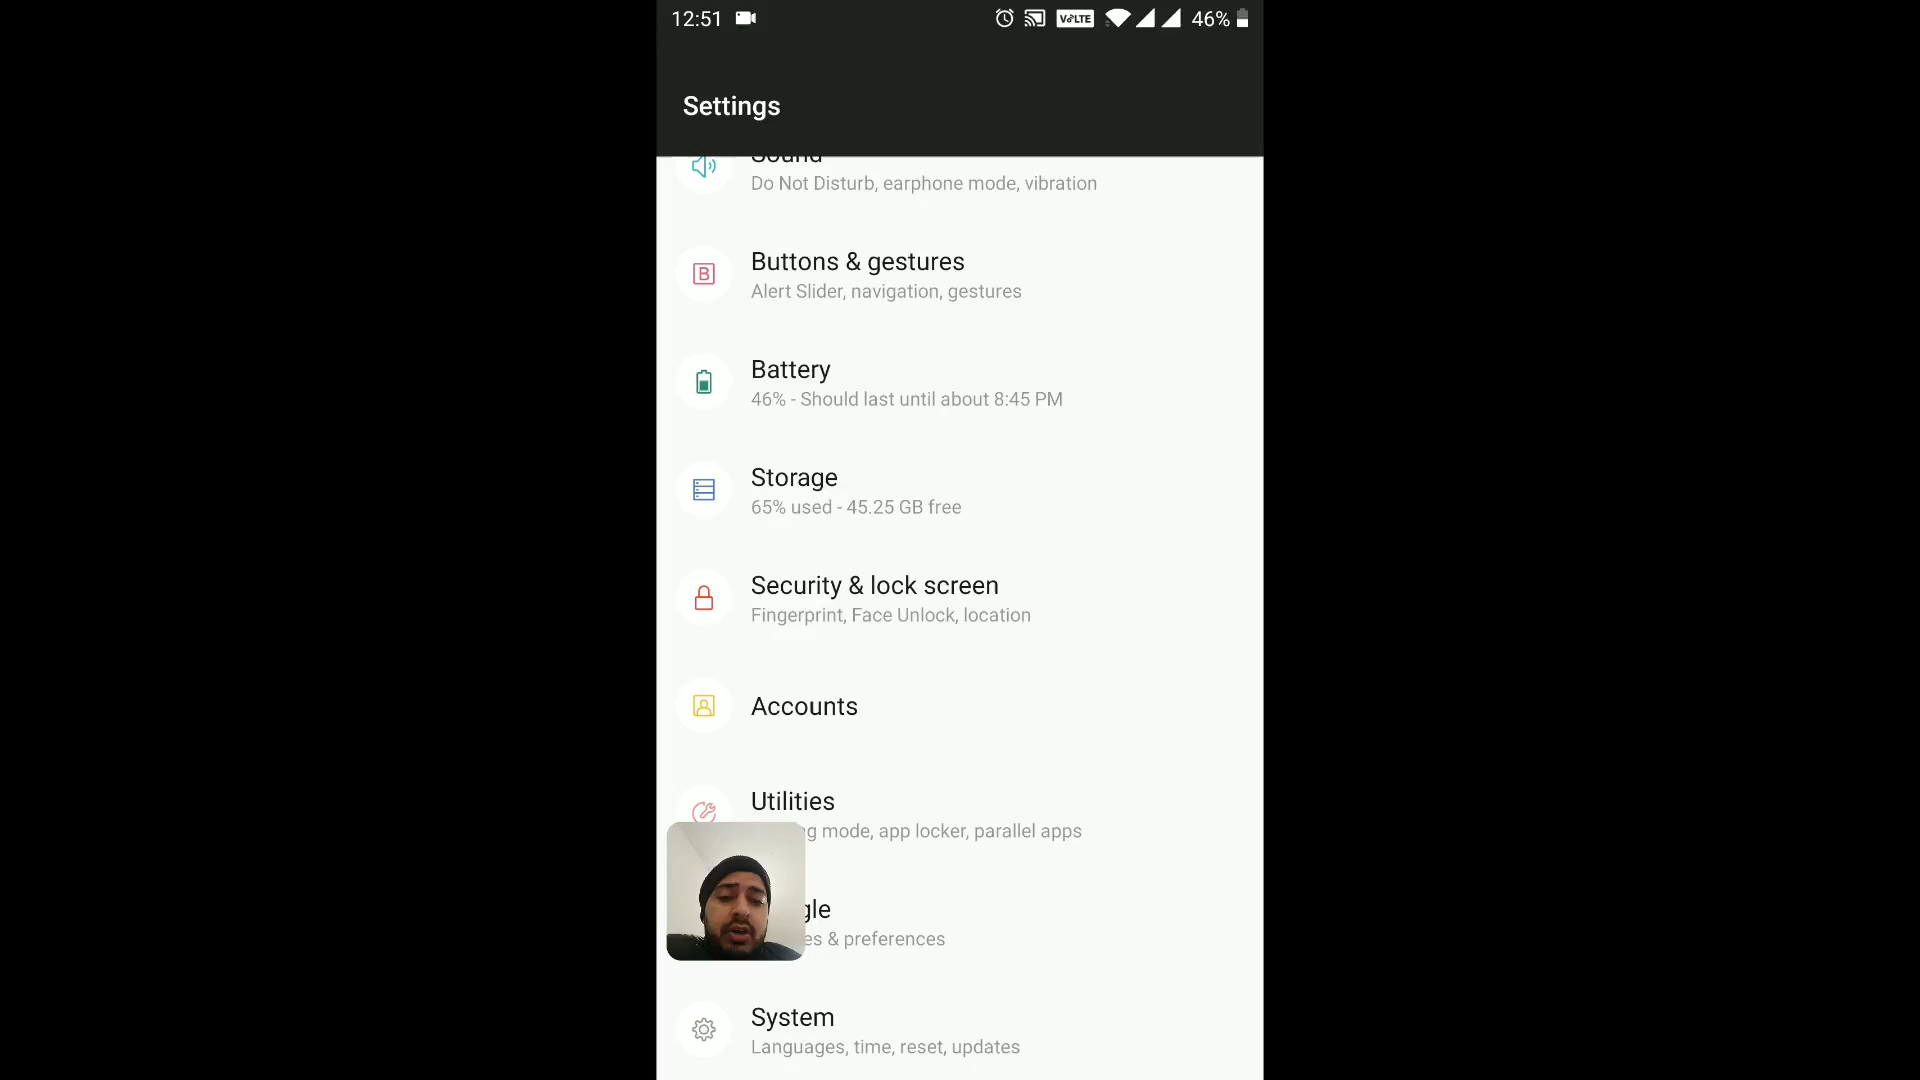 12:51
VoLTE
46%
Settings
Sound
Do Not Disturb, earphone mode, vibration
B
Buttons & gestures
Alert Slider, navigation, gestures
Battery
46% - Should last until about 8:45 PM
Storage
65% used - 45.25 GB free
Security & lock screen
Fingerprint, Face Unlock, location
Accounts
Utilities
mode, app locker, parallel apps
& preferences
System
Languages, time, reset, updates